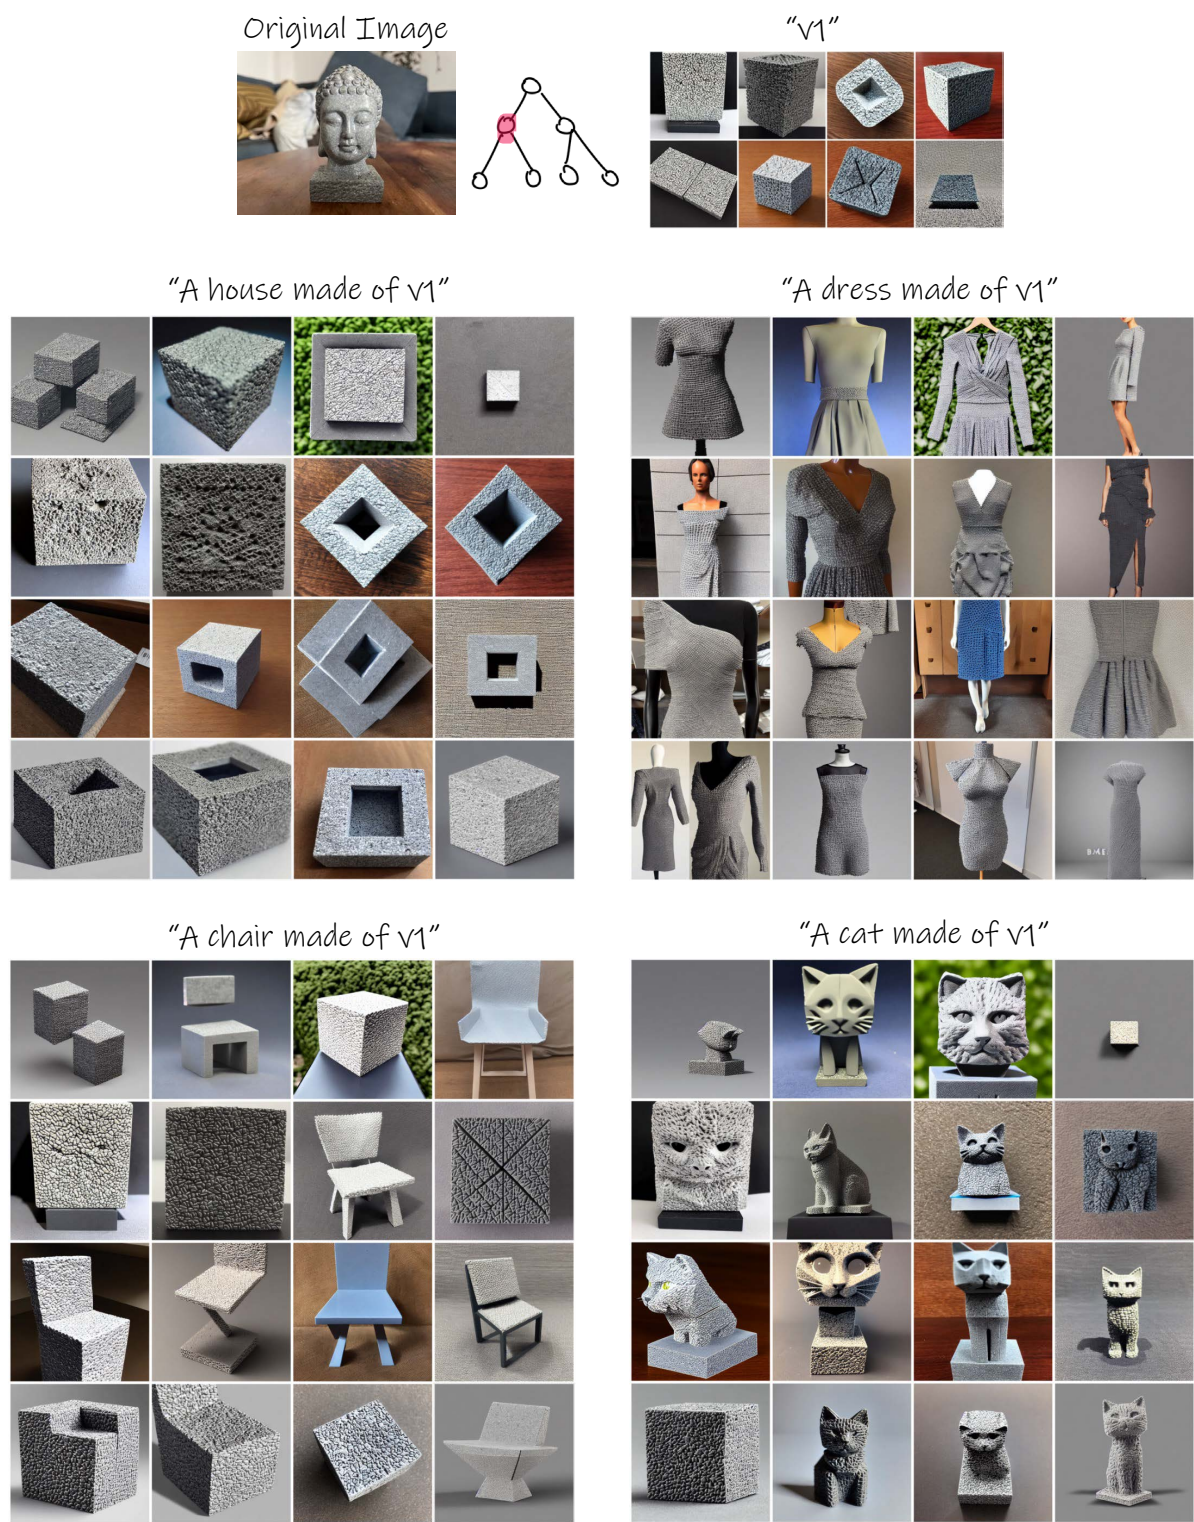 Original Image
"v1"
"A house made of v1"
"A dress made of v1"
"A chair made of v1"
"A cat made of v1"